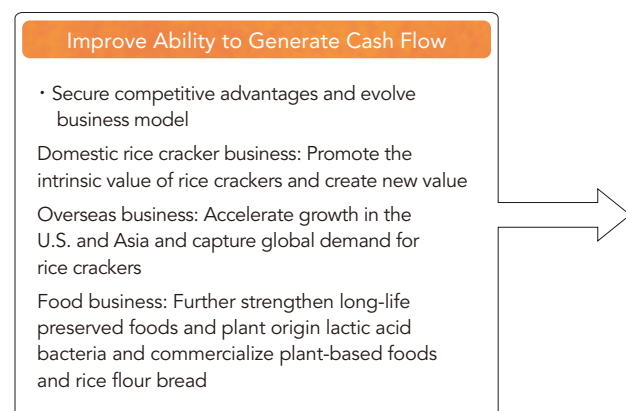 Improve Ability to Generate Cash Flow
・Secure competitive advantages and evolve
business model
Domestic rice cracker business: Promote the
intrinsic value of rice crackers and create new value
Overseas business: Accelerate growth in the
U.S. and Asia and capture global demand for
rice crackers
Food business: Further strengthen long-life
preserved foods and plant origin lactic acid
bacteria and commercialize plant-based foods
and rice flour bread